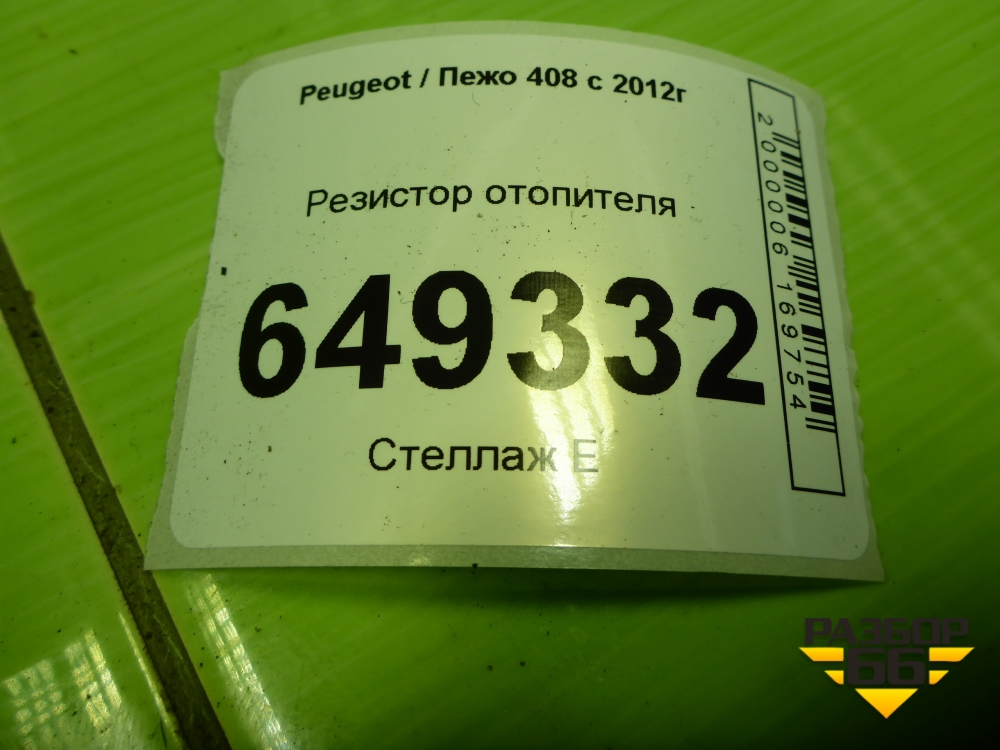 Peugeot / Пежо 408 с 2012г
Резистор отопителя
649332
Стеллаж Е
2000006169754
РАЗБОР
66